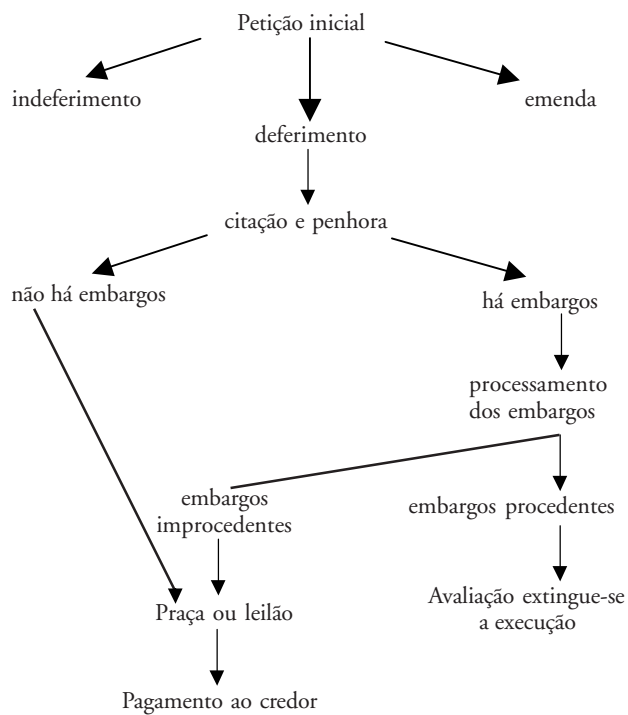 Petição inicial
indeferimento
emenda
deferimento
citação e penhora
não há embargos
há embargos
processamento
dos embargos
embargos
improcedentes
embargos procedentes
Praça ou leilão
Avaliação extingue-se
a execução
Pagamento ao credor